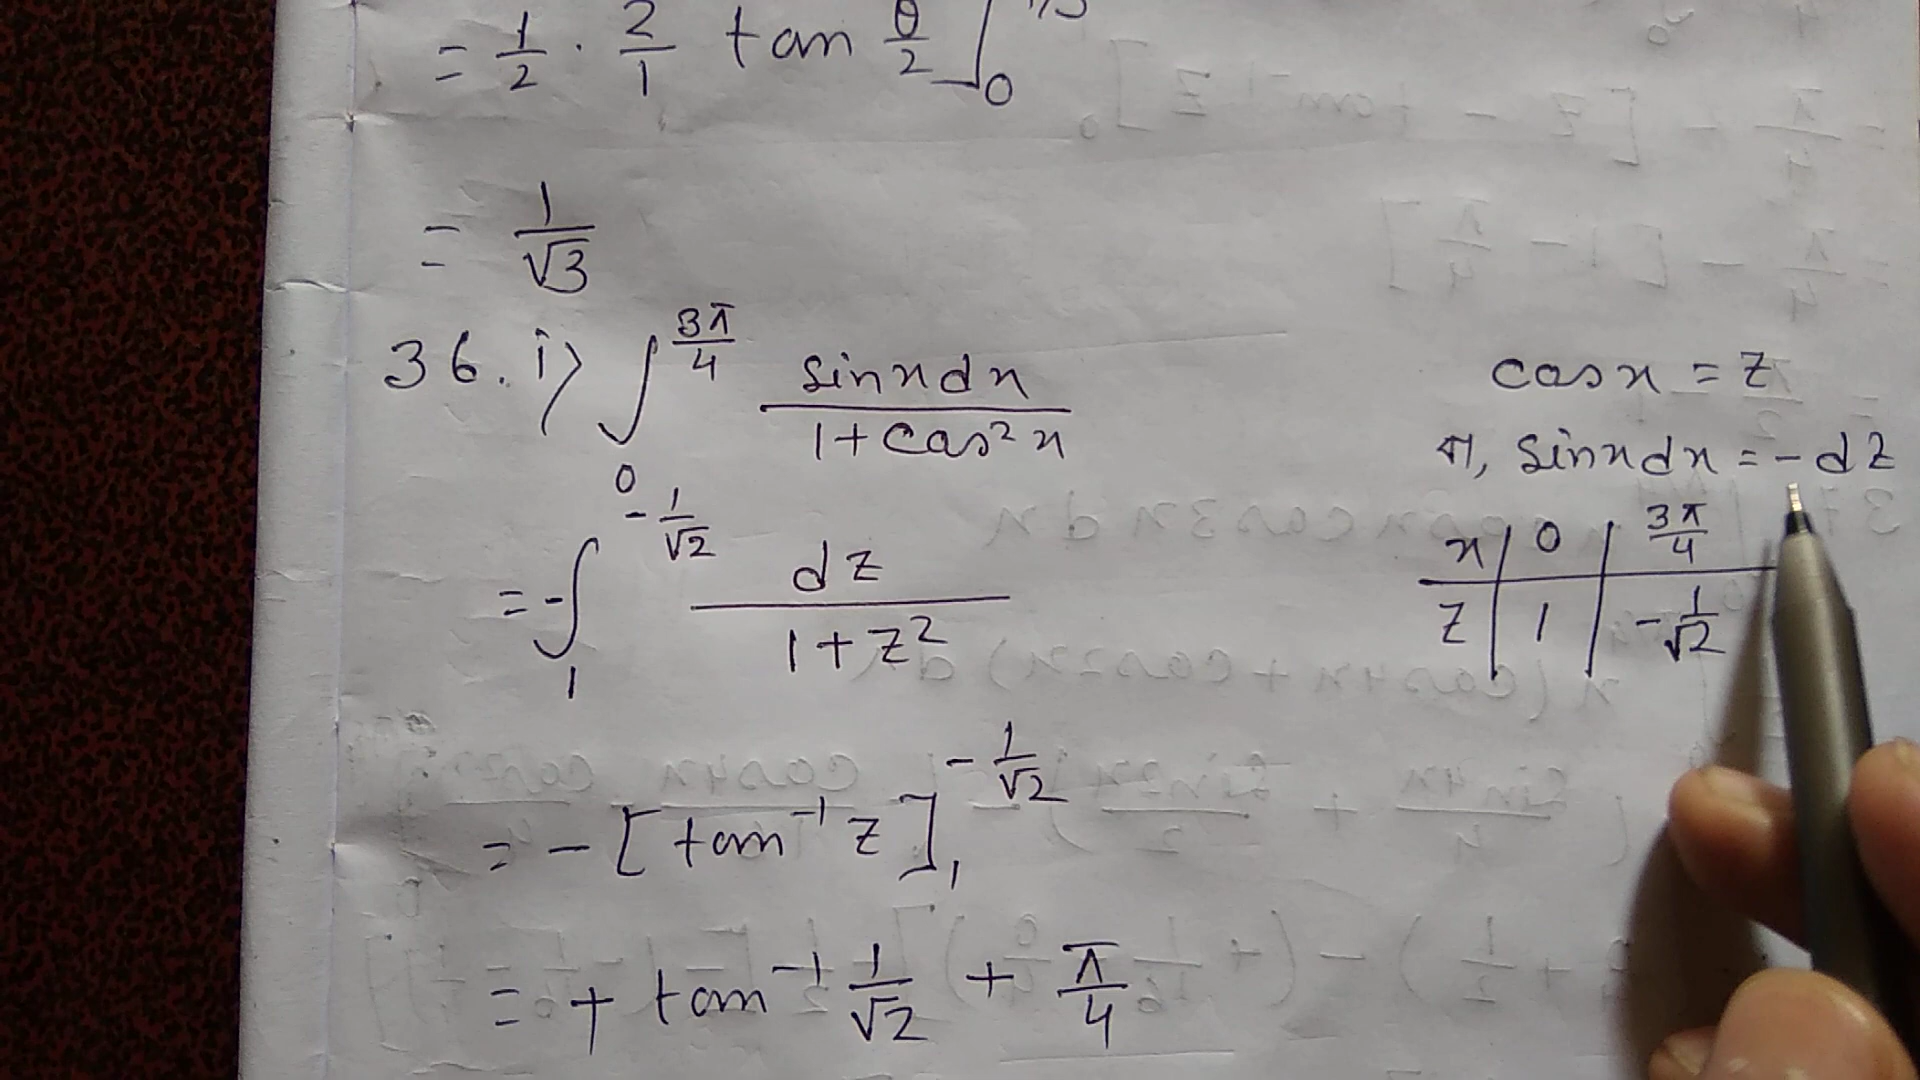 = 1/2 · 2/1 tan θ/2 ]₀
= 1/√3
36. i) ∫₀^(3π/4) sinx dx / 1+cos²x
cosx = z
বা, sinx dx = -dz
x | 0 | 3π/4
z | 1 | -1/√2
= -∫₁^(-1/√2) dz / 1+z²
= -[tan⁻¹ z]₁^(-1/√2)
= + tan⁻¹ 1/√2 + π/4